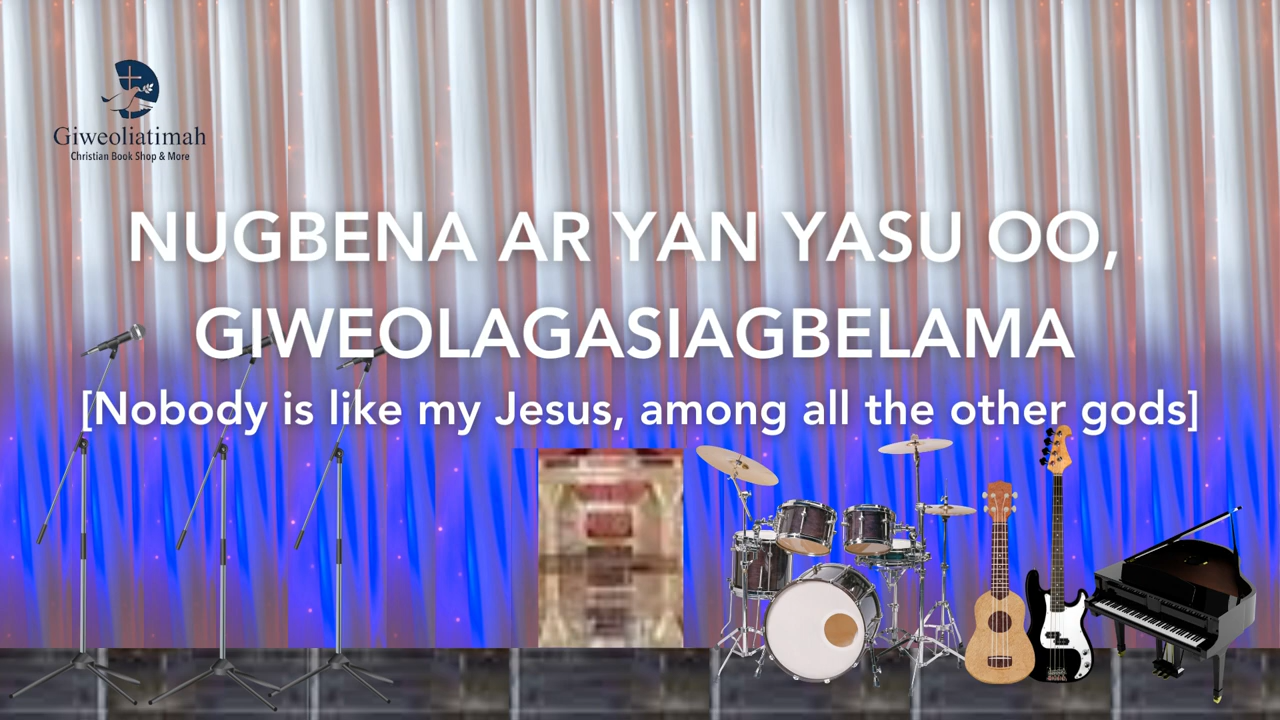 Giweoliatimah
Christian Book Shop & More
NUGBENA AR YAN YASU OO,
GIWEOLAGASIAGBELAMA
[Nobody is like my Jesus, among all the other gods]